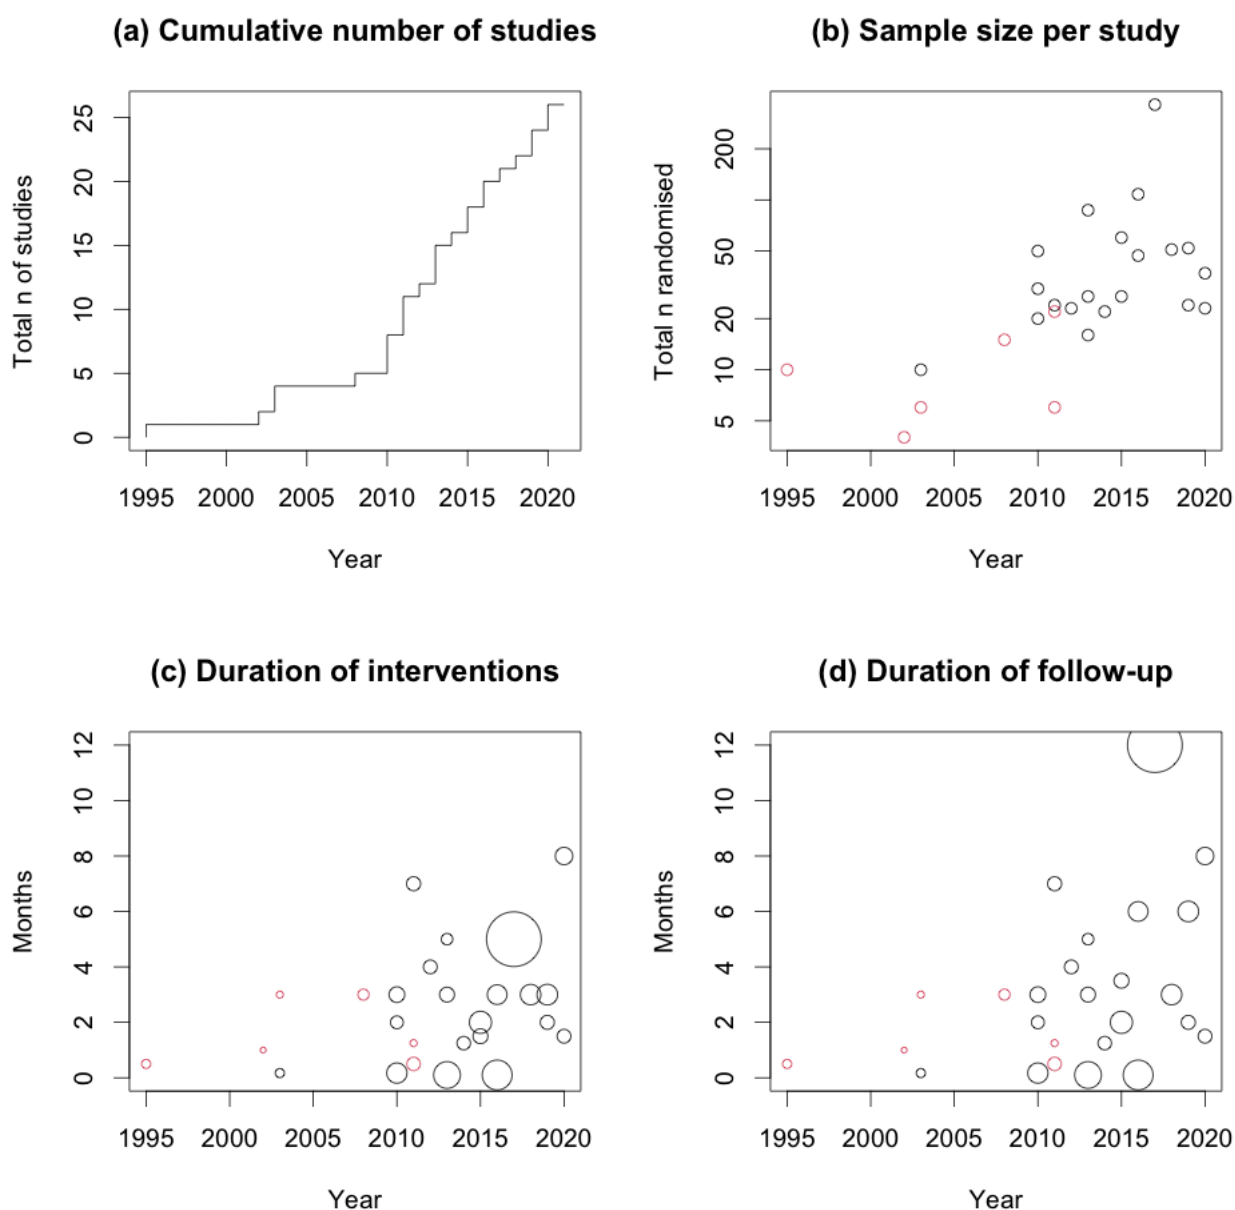 (a) Cumulative number of studies
Total n of studies
25
20
15
10
5
0
1995 2000 2005 2010 2015 2020
Year
(b) Sample size per study
Total n randomised
200
50
20
10
5
1995 2000 2005 2010 2015 2020
Year
(c) Duration of interventions
Months
12
10
8
6
4
2
0
1995 2000 2005 2010 2015 2020
Year
(d) Duration of follow-up
Months
12
10
8
6
4
2
0
1995 2000 2005 2010 2015 2020
Year